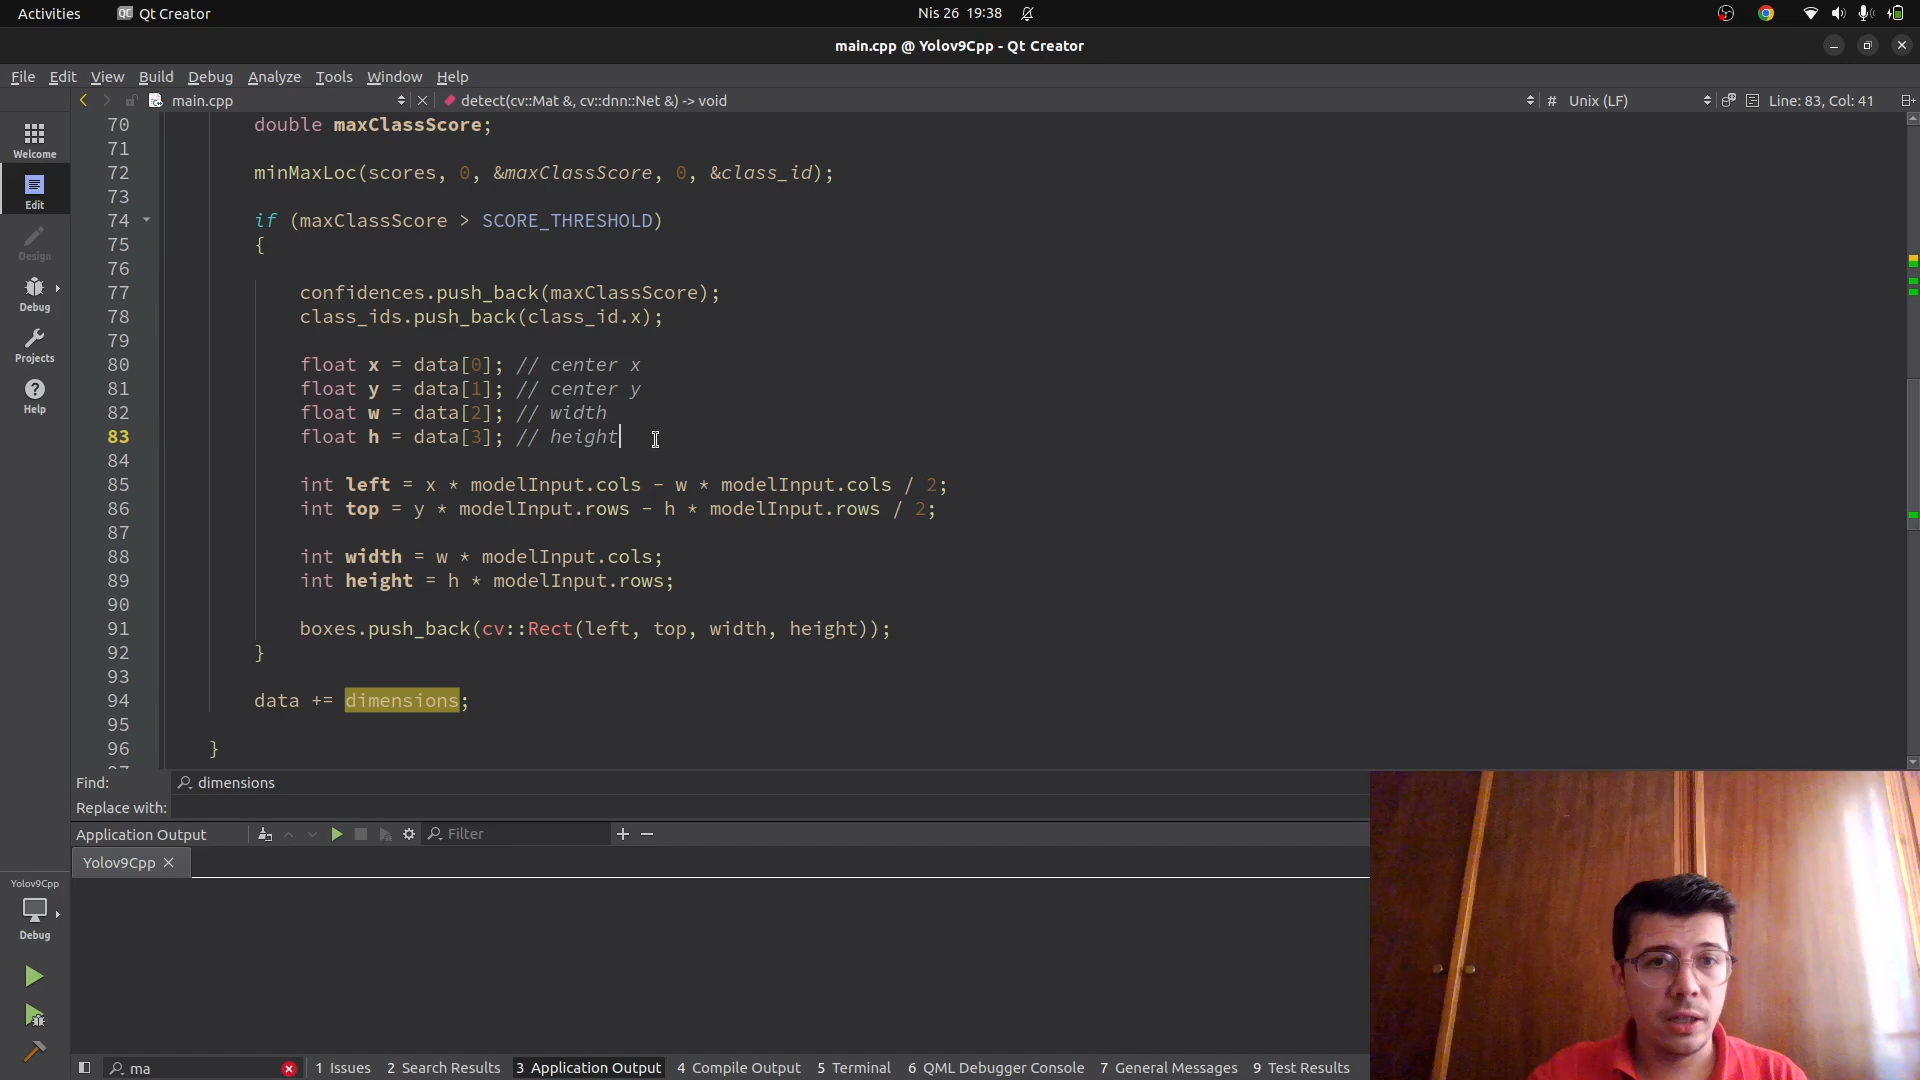 Activities
Qt Creator
Nis 26 19:38
main.cpp @ Yolov9Cpp - Qt Creator
File Edit View Build Debug Analyze Tools Window Help
main.cpp
detect(cv::Mat &, cv::dnn::Net &) -> void
# Unix (LF)
Line: 83, Col: 41
Welcome
Edit
Design
Debug
Projects
Help
70 double maxClassScore;
71
72 minMaxLoc(scores, 0, &maxClassScore, 0, &class_id);
73
74 if (maxClassScore > SCORE_THRESHOLD)
75 {
76
77 confidences.push_back(maxClassScore);
78 class_ids.push_back(class_id.x);
79
80 float x = data[0]; // center x
81 float y = data[1]; // center y
82 float w = data[2]; // width
83 float h = data[3]; // height
84
85 int left = x * modelInput.cols - w * modelInput.cols / 2;
86 int top = y * modelInput.rows - h * modelInput.rows / 2;
87
88 int width = w * modelInput.cols;
89 int height = h * modelInput.rows;
90
91 boxes.push_back(cv::Rect(left, top, width, height));
92 }
93
94 data += dimensions;
95
96 }
Find: dimensions
Replace with:
Application Output
Filter
Yolov9Cpp
Yolov9Cpp
Debug
ma
1 Issues 2 Search Results 3 Application Output 4 Compile Output 5 Terminal 6 QML Debugger Console 7 General Messages 9 Test Results